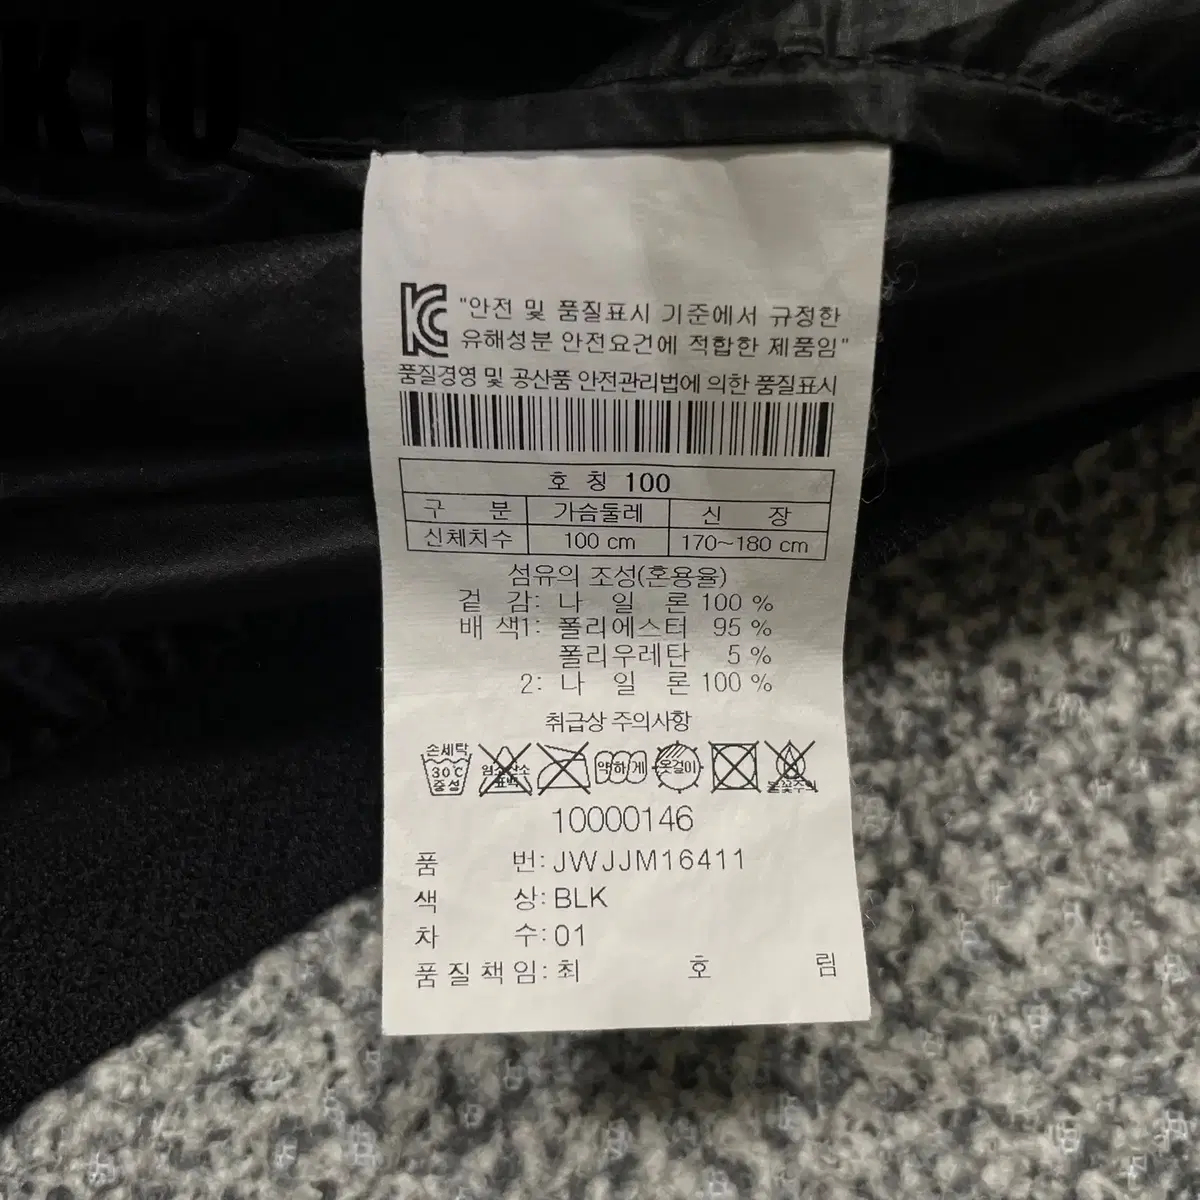 K10
"안전 및 품질표시 기준에서 규정한
유해성분 안전요건에 적합한 제품임"
품질경영 및 공산품 안전관리법에 의한 품질표시
호 칭 100
구 분 가슴둘레 신 장
신체치수 100 cm 170~180 cm
섬유의 조성(혼용율)
겉 감: 나 일 론 100 %
배 색1: 폴리에스터 95 %
폴리우레탄 5 %
2: 나 일 론 100 %
취급상 주의사항
손세탁
30℃ 약하게 옷걸이
중성 표백 불꽃주의
10000146
품 번: JWJJM16411
색 상: BLK
차 수: 01
품질책임: 최 호 림